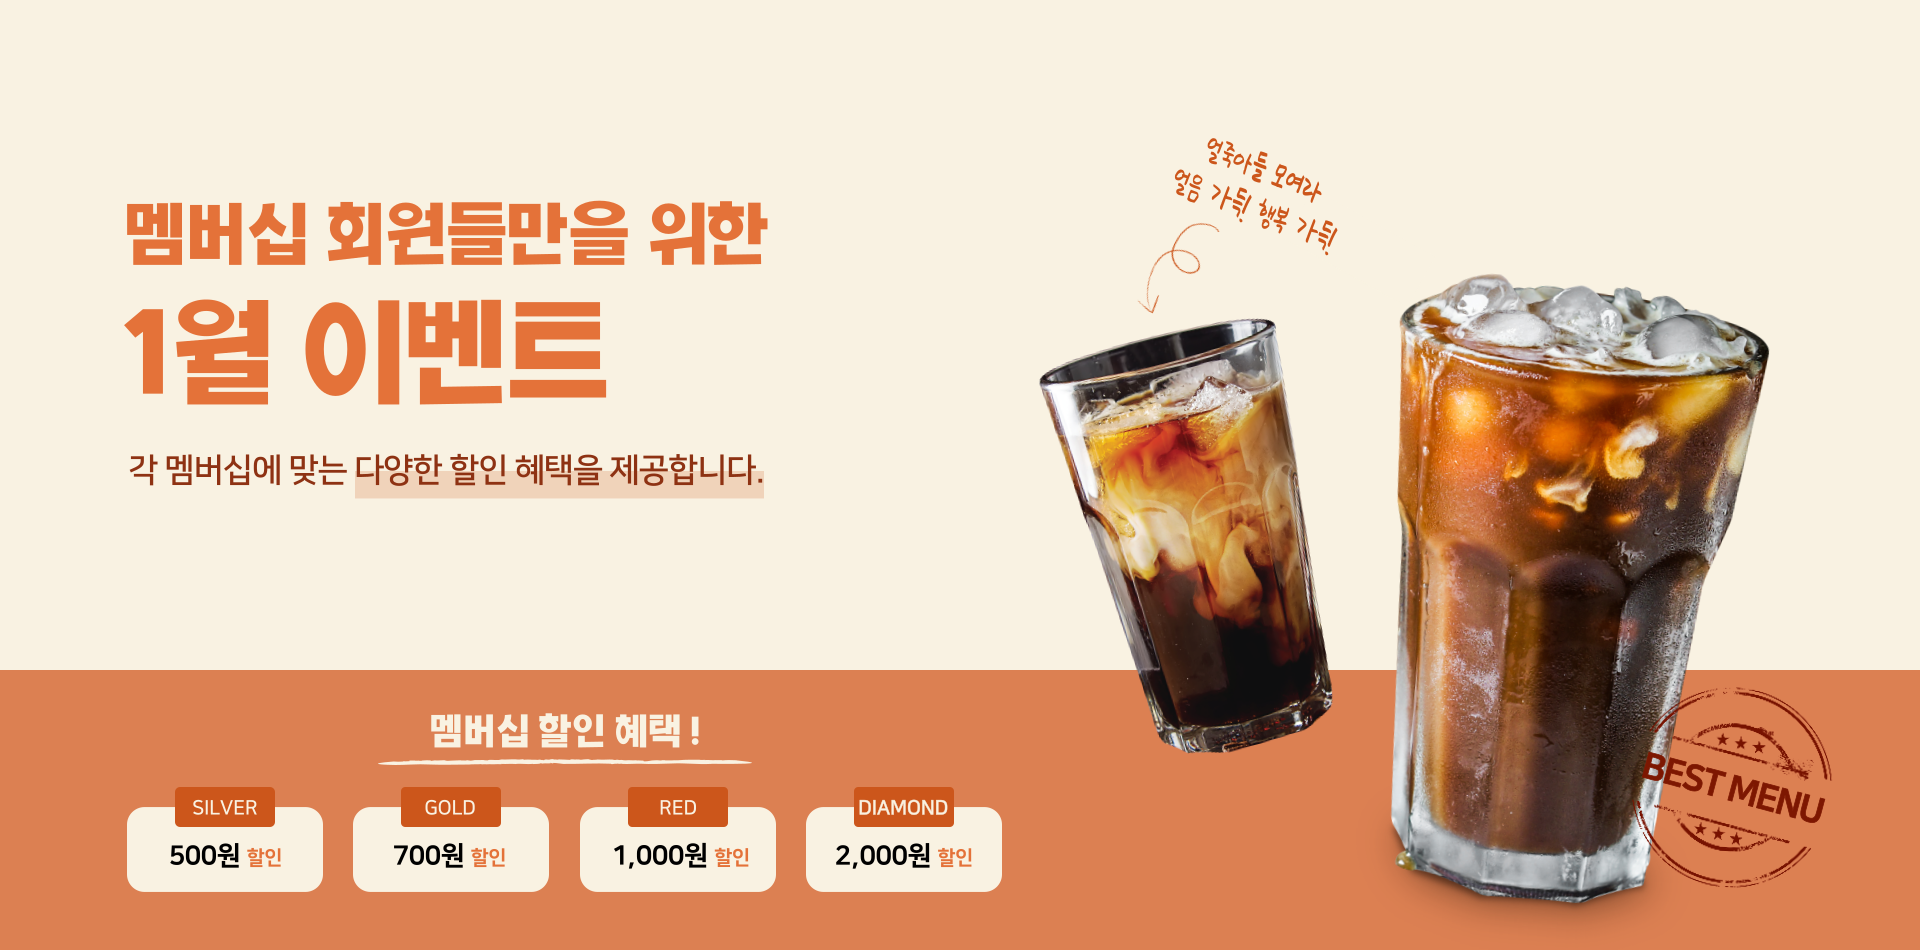 멤버십 회원들만을 위한
1월 이벤트
각 멤버십에 맞는 다양한 할인 혜택을 제공합니다.
얼죽아들 모여라
얼음 가득! 행복 가득!
멤버십 할인 혜택 !
SILVER
500원 할인
GOLD
700원 할인
RED
1,000원 할인
DIAMOND
2,000원 할인
BEST MENU